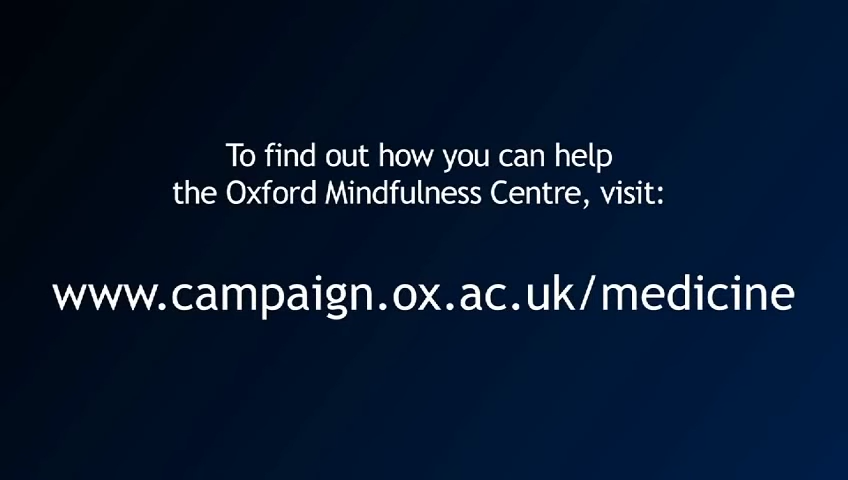 To find out how you can help
the Oxford Mindfulness Centre, visit:
www.campaign.ox.ac.uk/medicine